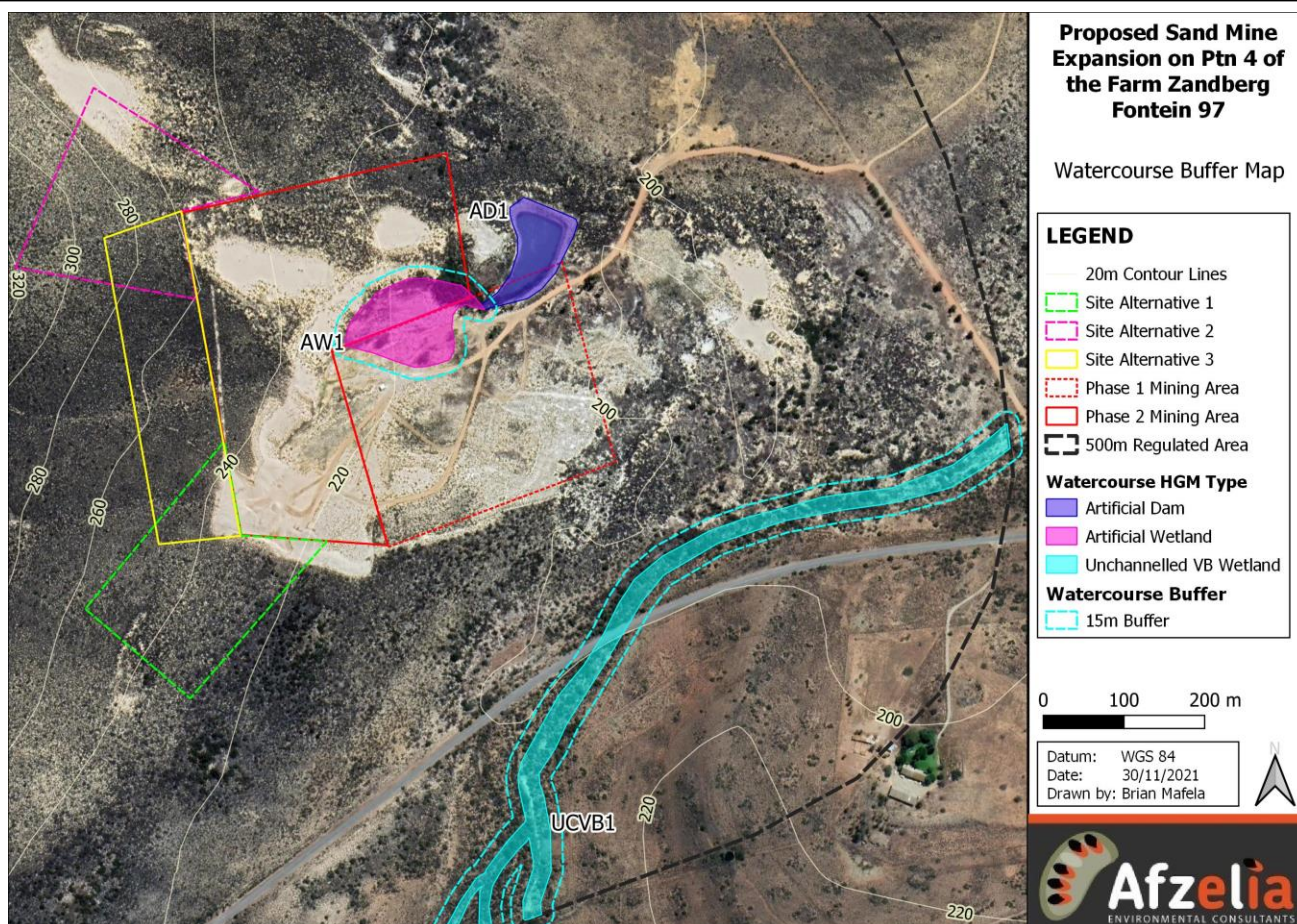 Proposed Sand Mine
Expansion on Ptn 4 of
the Farm Zandberg
Fontein 97
Watercourse Buffer Map
LEGEND
20m Contour Lines
Site Alternative 1
Site Alternative 2
Site Alternative 3
Phase 1 Mining Area
Phase 2 Mining Area
500m Regulated Area
Watercourse HGM Type
Artificial Dam
Artificial Wetland
Unchannelled VB Wetland
Watercourse Buffer
15m Buffer
0 100 200 m
Datum: WGS 84
Date: 30/11/2021
Drawn by: Brian Mafela
N
Afzelia
ENVIRONMENTAL CONSULTANTS
200
280
AD1
300
320
AW1
200
240
220
280
260
200
220
UCVB1
220